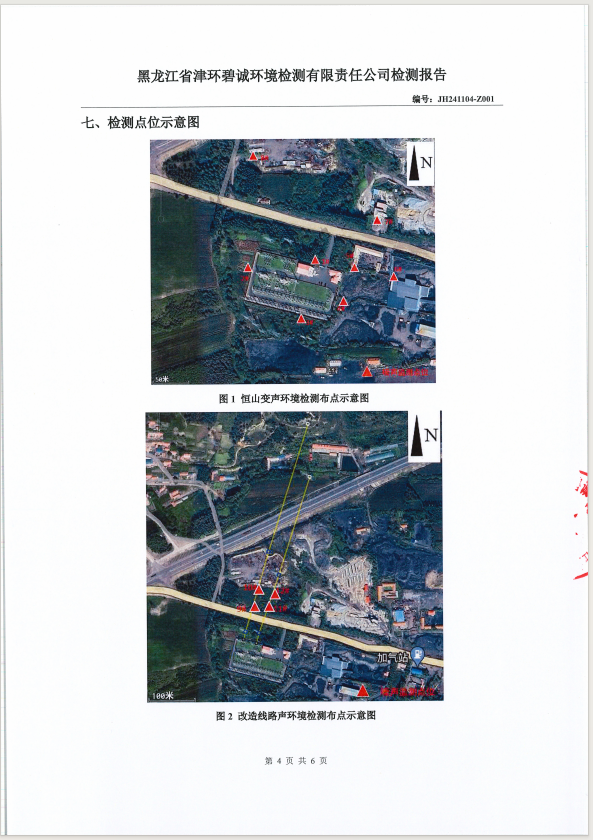 黑龙江省津环碧诚环境检测有限责任公司检测报告
编号：JH241104-Z001
七、检测点位示意图
N
50米
图 1 恒山变声环境检测布点示意图
N
加气站
100米
图 2 改造线路声环境检测布点示意图
第 4 页 共 6 页